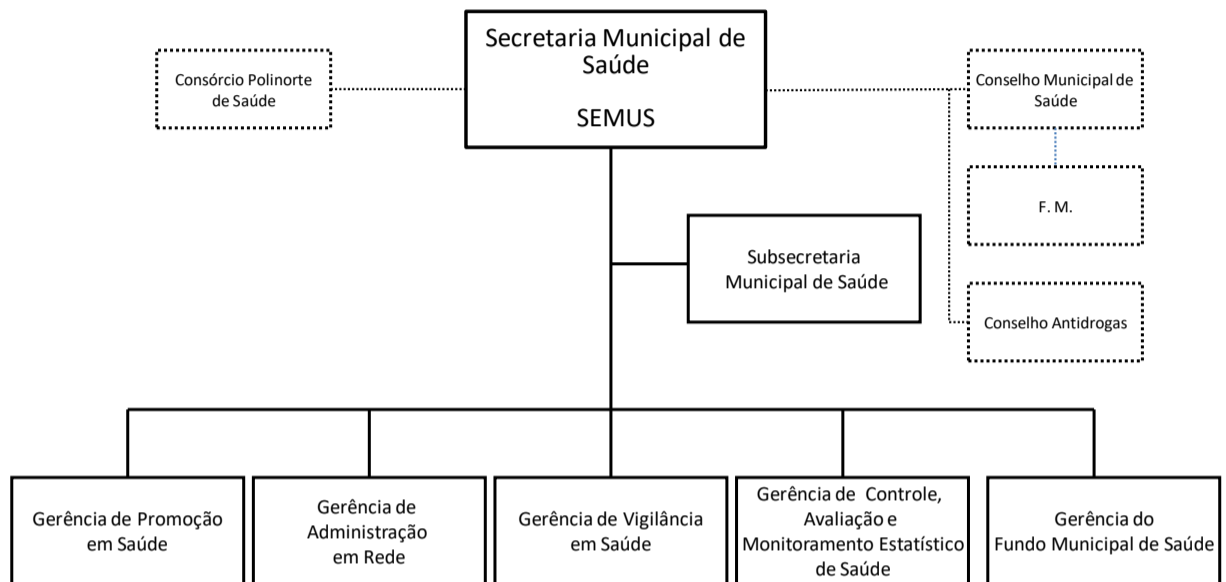 Secretaria Municipal de
Saúde
SEMUS
Consórcio Polinorte
de Saúde
Conselho Municipal de
Saúde
F. M.
Subsecretaria
Municipal de Saúde
Conselho Antidrogas
Gerência de Promoção
em Saúde
Gerência de
Administração
em Rede
Gerência de Vigilância
em Saúde
Gerência de Controle,
Avaliação e
Monitoramento Estatístico
de Saúde
Gerência do
Fundo Municipal de Saúde